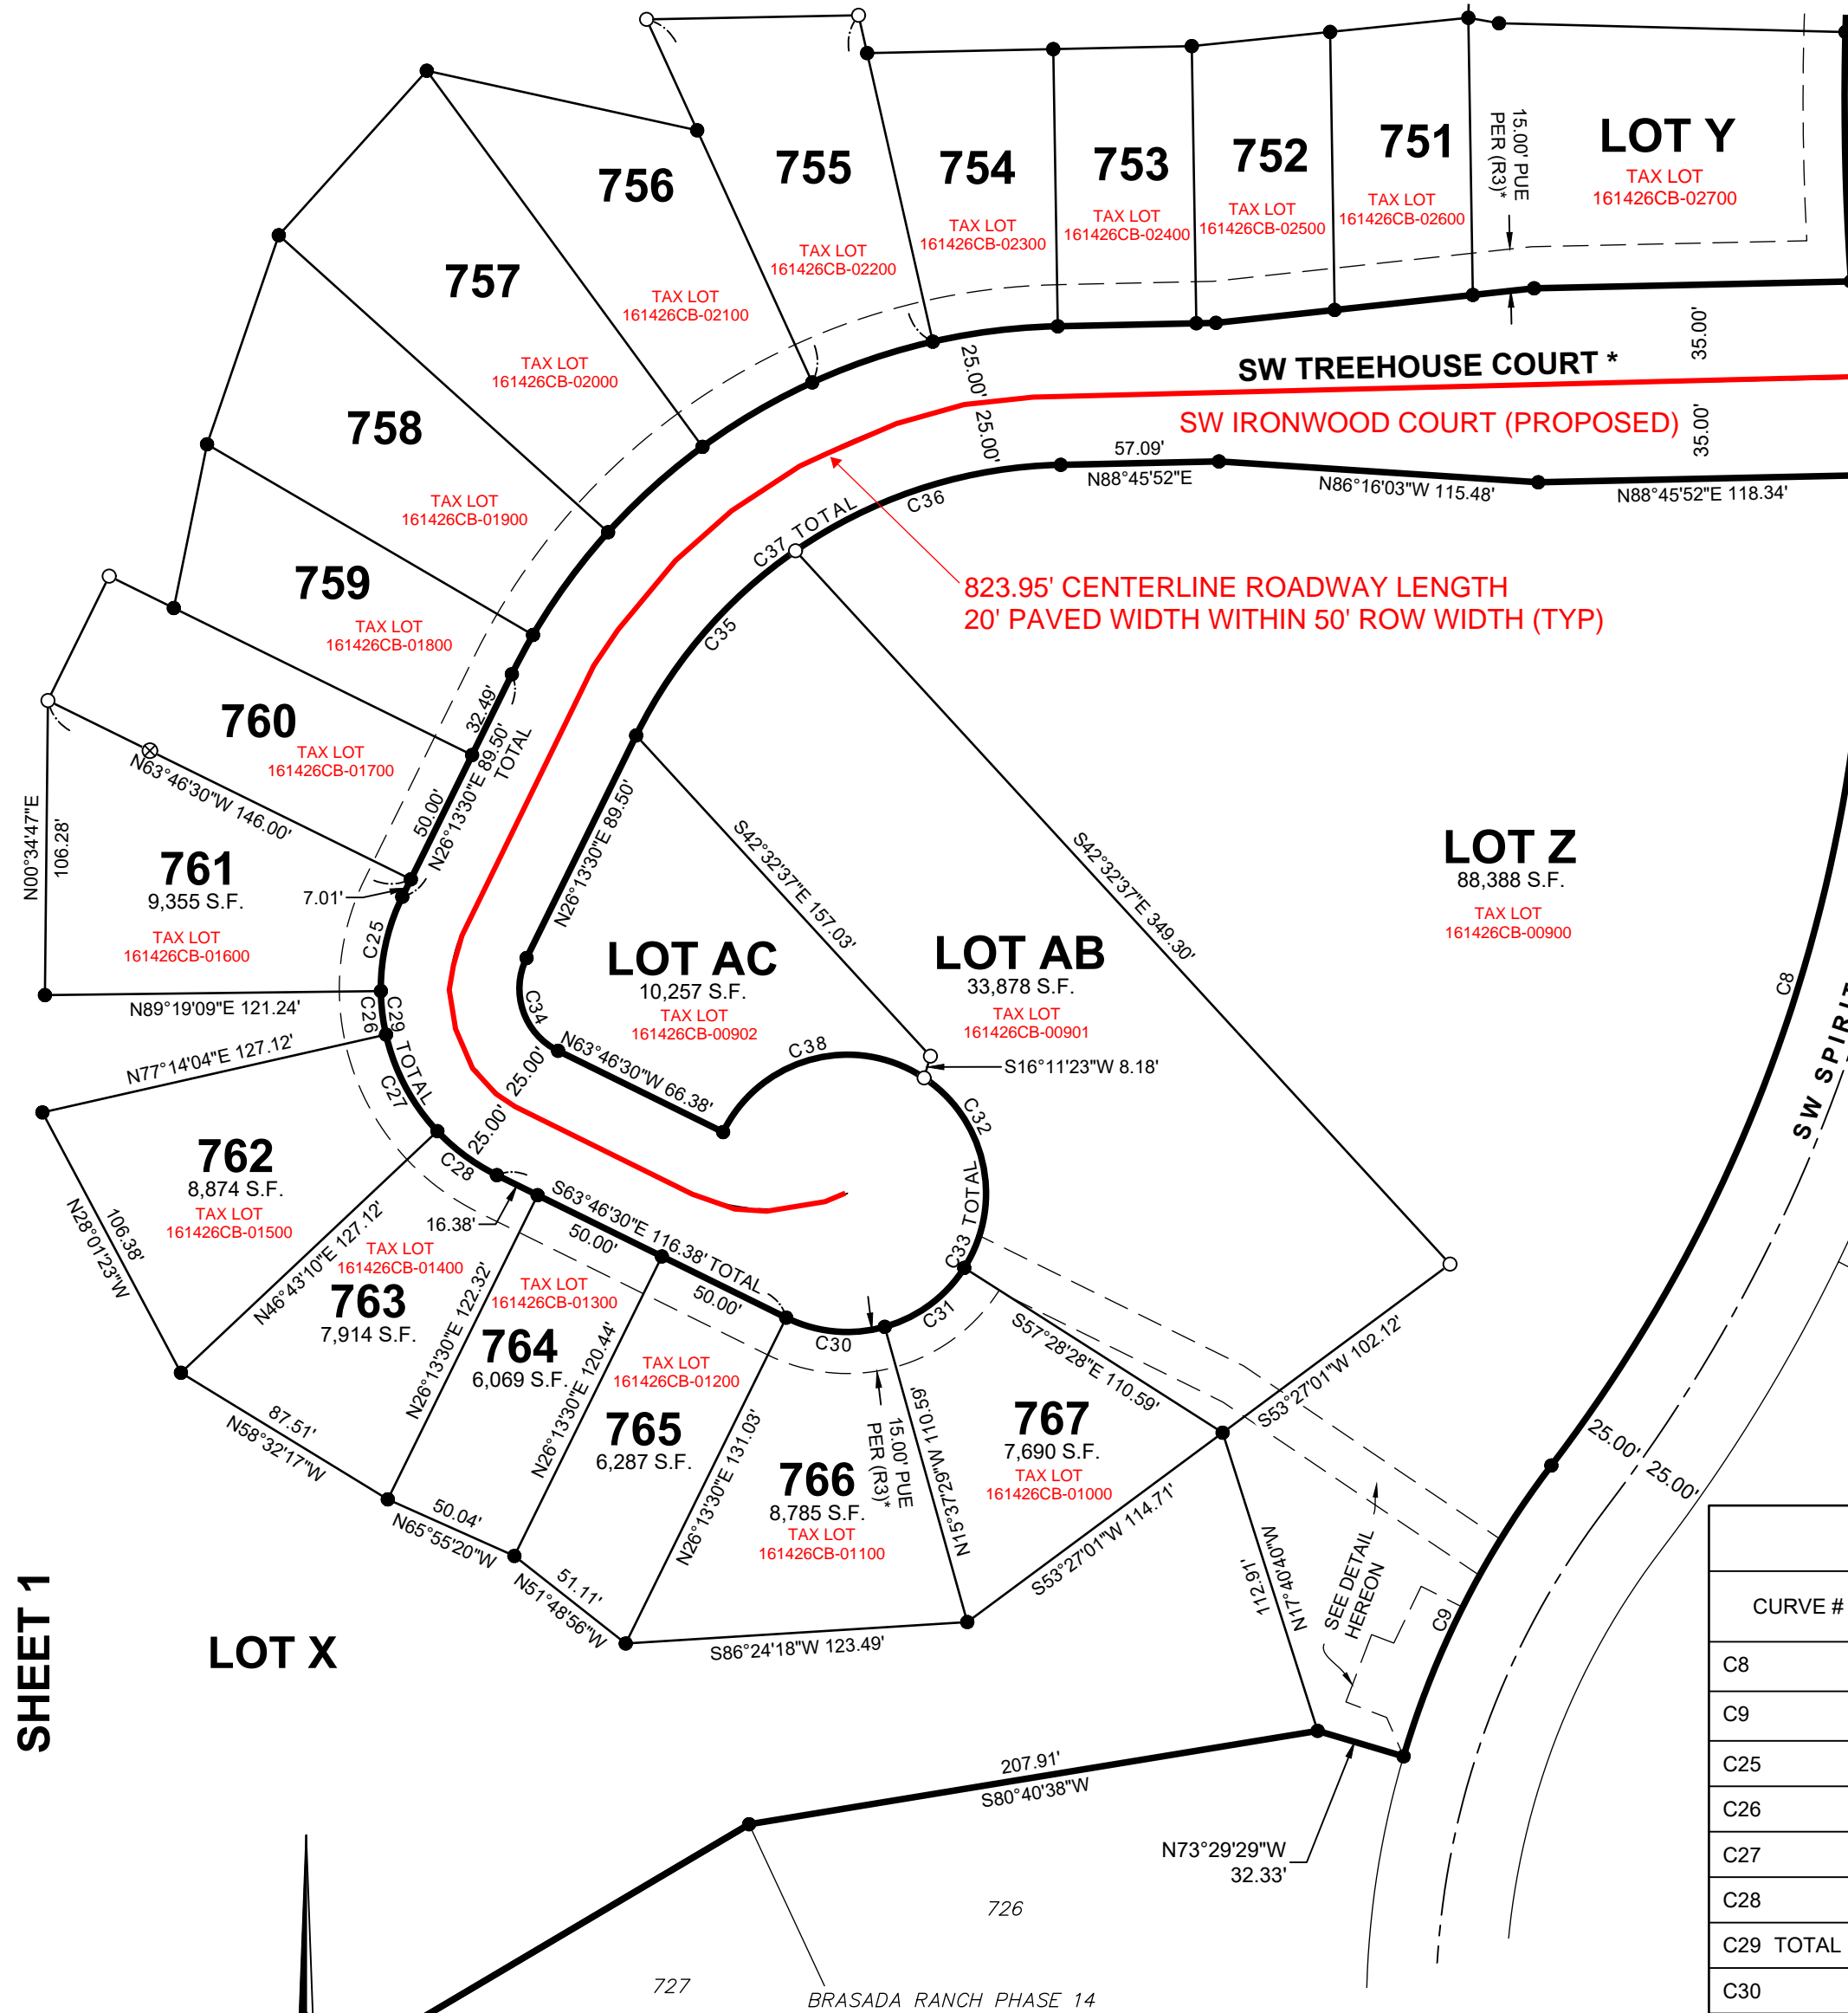 756
755
754
753
752
751
LOT Y
TAX LOT
161426CB-02700
15.00' PUE
PER (R3)*
TAX LOT
161426CB-02600
TAX LOT
161426CB-02500
TAX LOT
161426CB-02400
TAX LOT
161426CB-02300
TAX LOT
161426CB-02200
757
TAX LOT
161426CB-02100
TAX LOT
161426CB-02000
25.00'
25.00'
SW TREEHOUSE COURT *
35.00'
SW IRONWOOD COURT (PROPOSED)
35.00'
57.09'
N88°45'52"E
N86°16'03"W 115.48'
N88°45'52"E 118.34'
758
TAX LOT
161426CB-01900
C37 TOTAL
C36
C35
823.95' CENTERLINE ROADWAY LENGTH
20' PAVED WIDTH WITHIN 50' ROW WIDTH (TYP)
759
TAX LOT
161426CB-01800
760
TAX LOT
161426CB-01700
32.49'
N26°13'30"E 89.50'
TOTAL
50.00'
N63°46'30"W 146.00'
N00°34'47"E
106.28'
761
9,355 S.F.
TAX LOT
161426CB-01600
7.01'
C25
N26°13'30"E 89.50'
S42°32'37"E 157.03'
S42°32'37"E 349.30'
LOT Z
88,388 S.F.
TAX LOT
161426CB-00900
C8
SW SPIRIT
LOT AC
10,257 S.F.
TAX LOT
161426CB-00902
LOT AB
33,878 S.F.
TAX LOT
161426CB-00901
N89°19'09"E 121.24'
C26
C29 TOTAL
C34
N63°46'30"W 66.38'
C38
S16°11'23"W 8.18'
N77°14'04"E 127.12'
C27
25.00'
25.00'
C32
C33 TOTAL
762
8,874 S.F.
TAX LOT
161426CB-01500
106.38'
N28°01'23"W
N46°43'10"E 127.12'
C28
16.38'
S63°46'30"E 116.38' TOTAL
50.00'
50.00'
TAX LOT
161426CB-01400
763
7,914 S.F.
N26°13'30"E 122.32'
TAX LOT
161426CB-01300
764
6,069 S.F.
N26°13'30"E 120.44'
TAX LOT
161426CB-01200
765
6,287 S.F.
N26°13'30"E 131.03'
C30
C31
15.00' PUE
PER (R3)*
766
8,785 S.F.
TAX LOT
161426CB-01100
N15°37'29"W 110.59'
767
7,690 S.F.
TAX LOT
161426CB-01000
S57°28'28"E 110.59'
S53°27'01"W 102.12'
S53°27'01"W 114.71'
N17°40'40"W
112.91'
SEE DETAIL
HEREON
C9
25.00'
25.00'
87.51'
N58°32'17"W
50.04'
N65°55'20"W
51.11'
N51°48'56"W
S86°24'18"W 123.49'
SHEET 1
LOT X
207.91'
S80°40'38"W
N73°29'29"W
32.33'
726
727
BRASADA RANCH PHASE 14
CURVE #
C8
C9
C25
C26
C27
C28
C29 TOTAL
C30